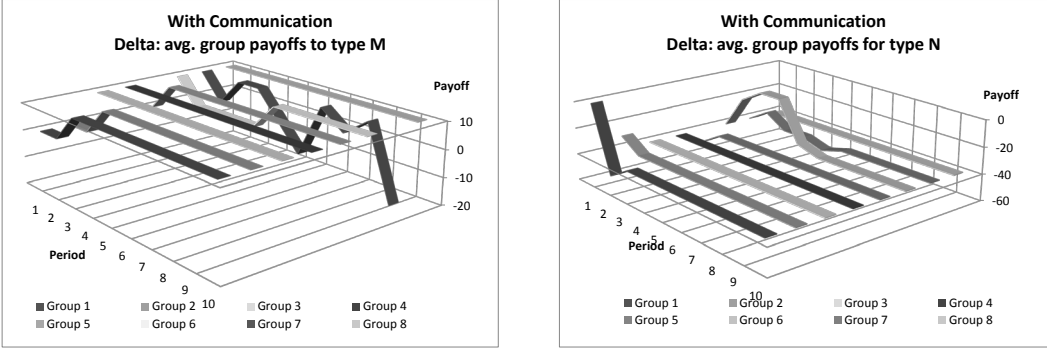 With Communication
Delta: avg. group payoffs to type M
Payoff
10
0
-10
-20
1
2
3
4
5
6
7
8
9
10
Period
Group 1
Group 2
Group 3
Group 4
Group 5
Group 6
Group 7
Group 8
With Communication
Delta: avg. group payoffs for type N
Payoff
0
-20
-40
-60
1
2
3
4
5
6
7
8
9
10
Period
Group 1
Group 2
Group 3
Group 4
Group 5
Group 6
Group 7
Group 8